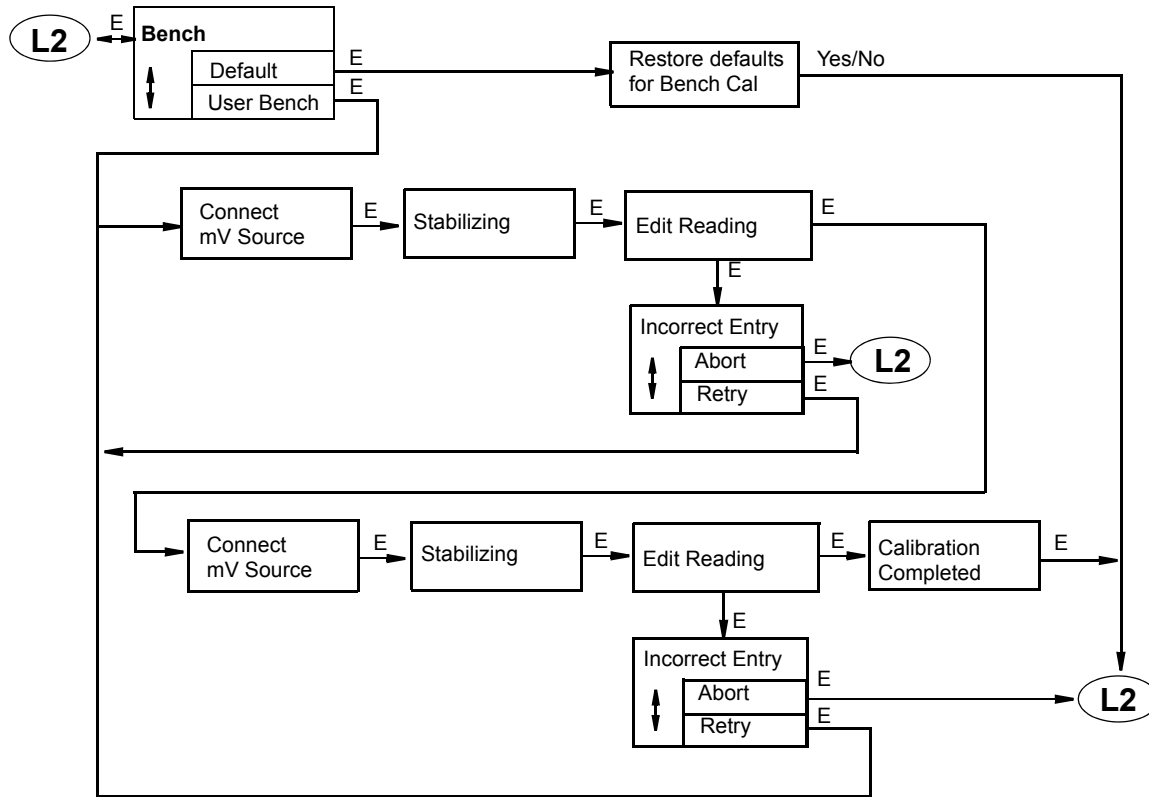 L2
E
Bench
Default
E
User Bench
E
Restore defaults
for Bench Cal
Yes/No
Connect
mV Source
E
Stabilizing
E
Edit Reading
E
E
Incorrect Entry
Abort
E
L2
Retry
E
Connect
mV Source
E
Stabilizing
E
Edit Reading
E
Calibration
Completed
E
E
Incorrect Entry
Abort
E
L2
Retry
E